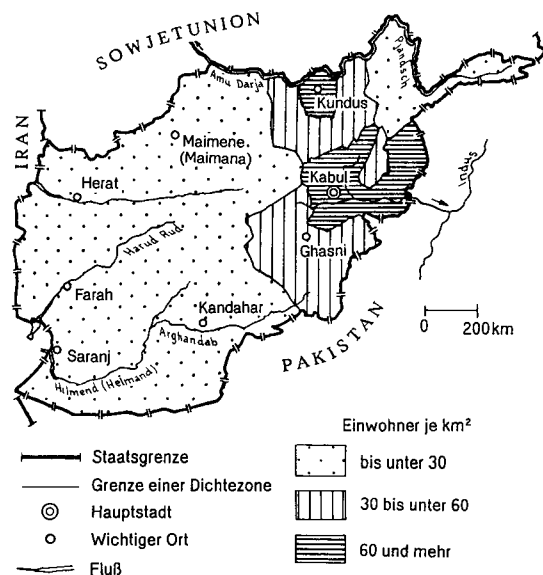 SOWJETUNION
Pjandsch
Amu Darja
Kundus
IRAN
Maimene
(Maimana)
Kabul
Indus
Herat
Harud Rud
Ghasni
Farah
Kandahar
0 200km
PAKISTAN
Arghandab
Saranj
Hilmend (Helmand)
Staatsgrenze
Grenze einer Dichtezone
Hauptstadt
Wichtiger Ort
Fluß
Einwohner je km²
bis unter 30
30 bis unter 60
60 und mehr